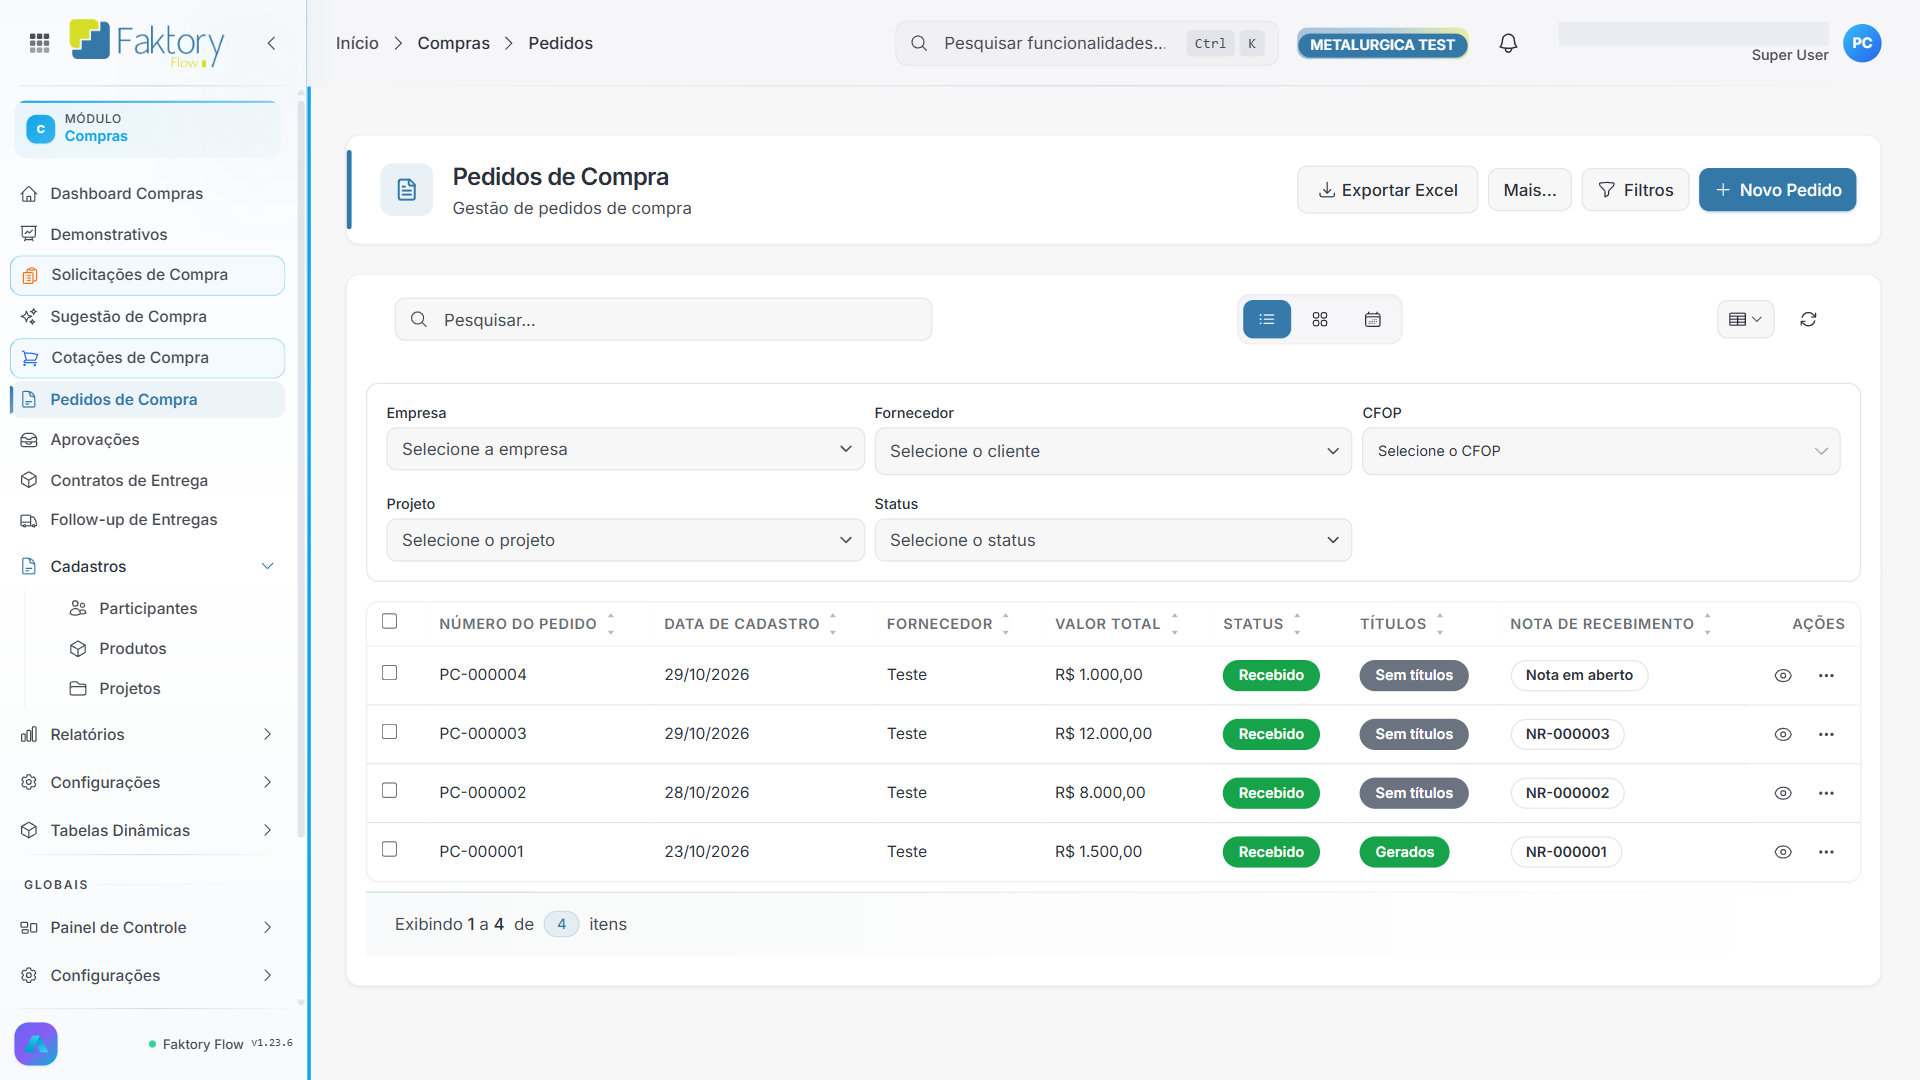 Faktory
Flow
Início > Compras > Pedidos
Pesquisar funcionalidades... Ctrl K
METALURGICA TEST
Super User
PC
C
MÓDULO
Compras
Dashboard Compras
Demonstrativos
Solicitações de Compra
Sugestão de Compra
Cotações de Compra
Pedidos de Compra
Aprovações
Contratos de Entrega
Follow-up de Entregas
Cadastros
Participantes
Produtos
Projetos
Relatórios
Configurações
Tabelas Dinâmicas
GLOBAIS
Painel de Controle
Configurações
Faktory Flow v1.23.6
Pedidos de Compra
Gestão de pedidos de compra
Exportar Excel
Mais...
Filtros
+ Novo Pedido
Pesquisar...
Empresa
Selecione a empresa
Fornecedor
Selecione o cliente
CFOP
Selecione o CFOP
Projeto
Selecione o projeto
Status
Selecione o status
NÚMERO DO PEDIDO DATA DE CADASTRO FORNECEDOR VALOR TOTAL STATUS TÍTULOS NOTA DE RECEBIMENTO AÇÕES
PC-000004 29/10/2026 Teste R$ 1.000,00 Recebido Sem títulos Nota em aberto
PC-000003 29/10/2026 Teste R$ 12.000,00 Recebido Sem títulos NR-000003
PC-000002 28/10/2026 Teste R$ 8.000,00 Recebido Sem títulos NR-000002
PC-000001 23/10/2026 Teste R$ 1.500,00 Recebido Gerados NR-000001
Exibindo 1 a 4 de 4 itens